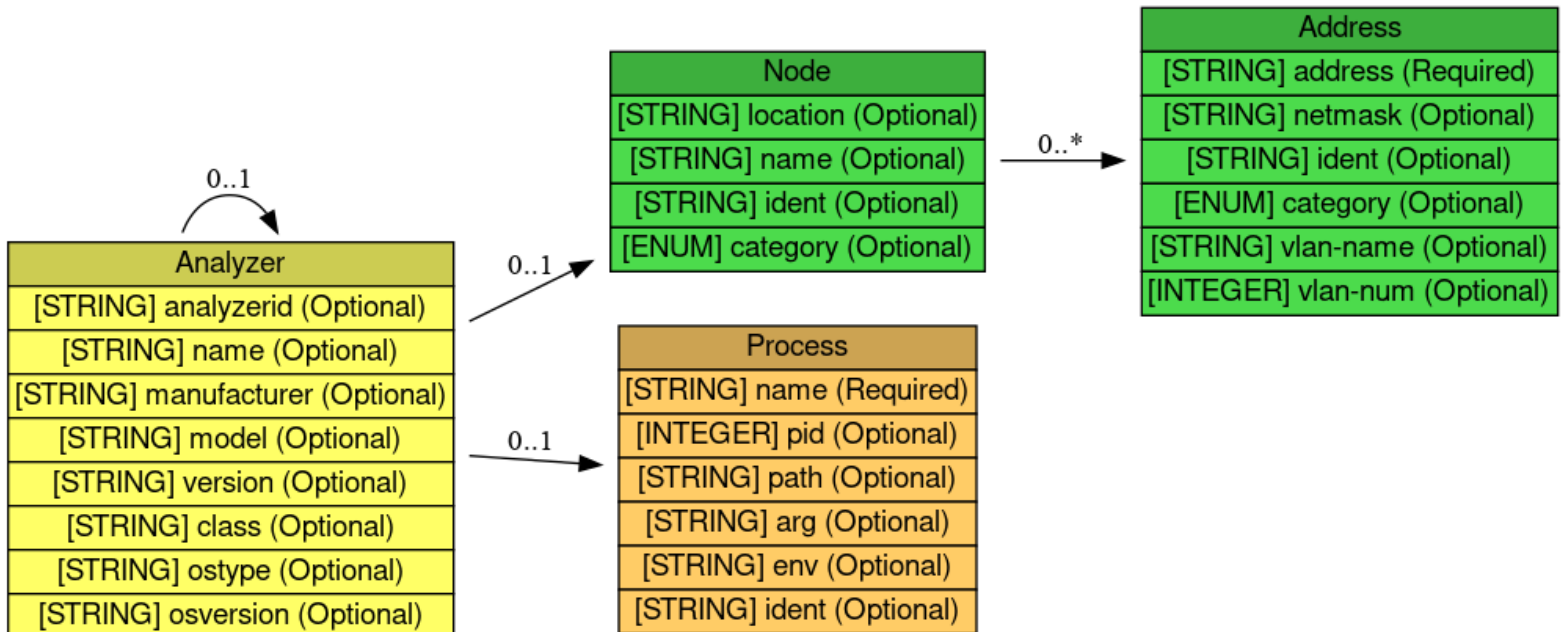 Address
[STRING] address (Required)
[STRING] netmask (Optional)
[STRING] ident (Optional)
[ENUM] category (Optional)
[STRING] vlan-name (Optional)
[INTEGER] vlan-num (Optional)
Node
[STRING] location (Optional)
[STRING] name (Optional)
[STRING] ident (Optional)
[ENUM] category (Optional)
0..*
0..1
Analyzer
[STRING] analyzerid (Optional)
[STRING] name (Optional)
[STRING] manufacturer (Optional)
[STRING] model (Optional)
[STRING] version (Optional)
[STRING] class (Optional)
[STRING] ostype (Optional)
[STRING] osversion (Optional)
0..1
0..1
Process
[STRING] name (Required)
[INTEGER] pid (Optional)
[STRING] path (Optional)
[STRING] arg (Optional)
[STRING] env (Optional)
[STRING] ident (Optional)